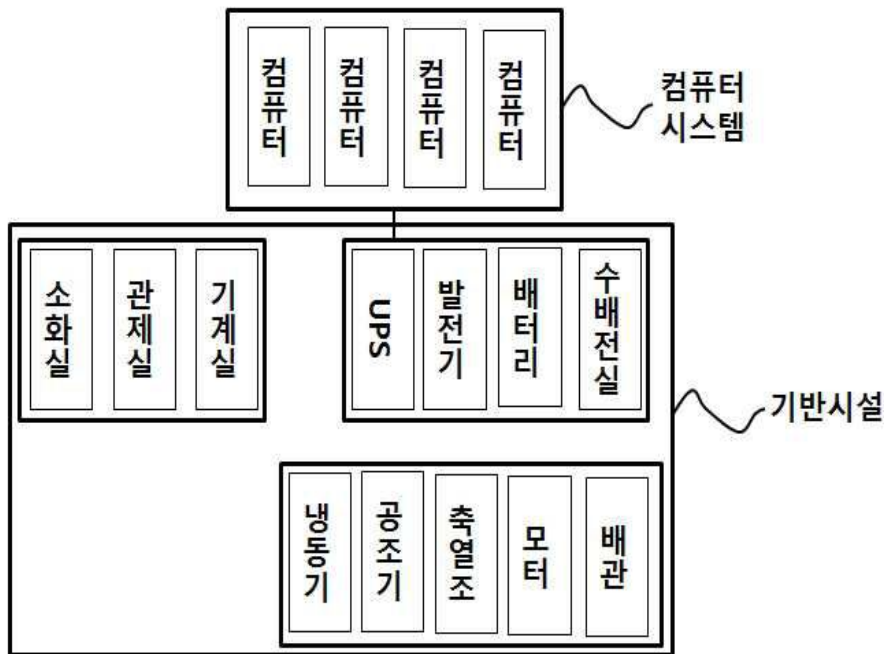 컴퓨터
컴퓨터
컴퓨터
컴퓨터
컴퓨터
시스템
소화실
관제실
기계실
UPS
발전기
배터리
수배전실
기반시설
냉동기
공조기
축열조
모터
배관